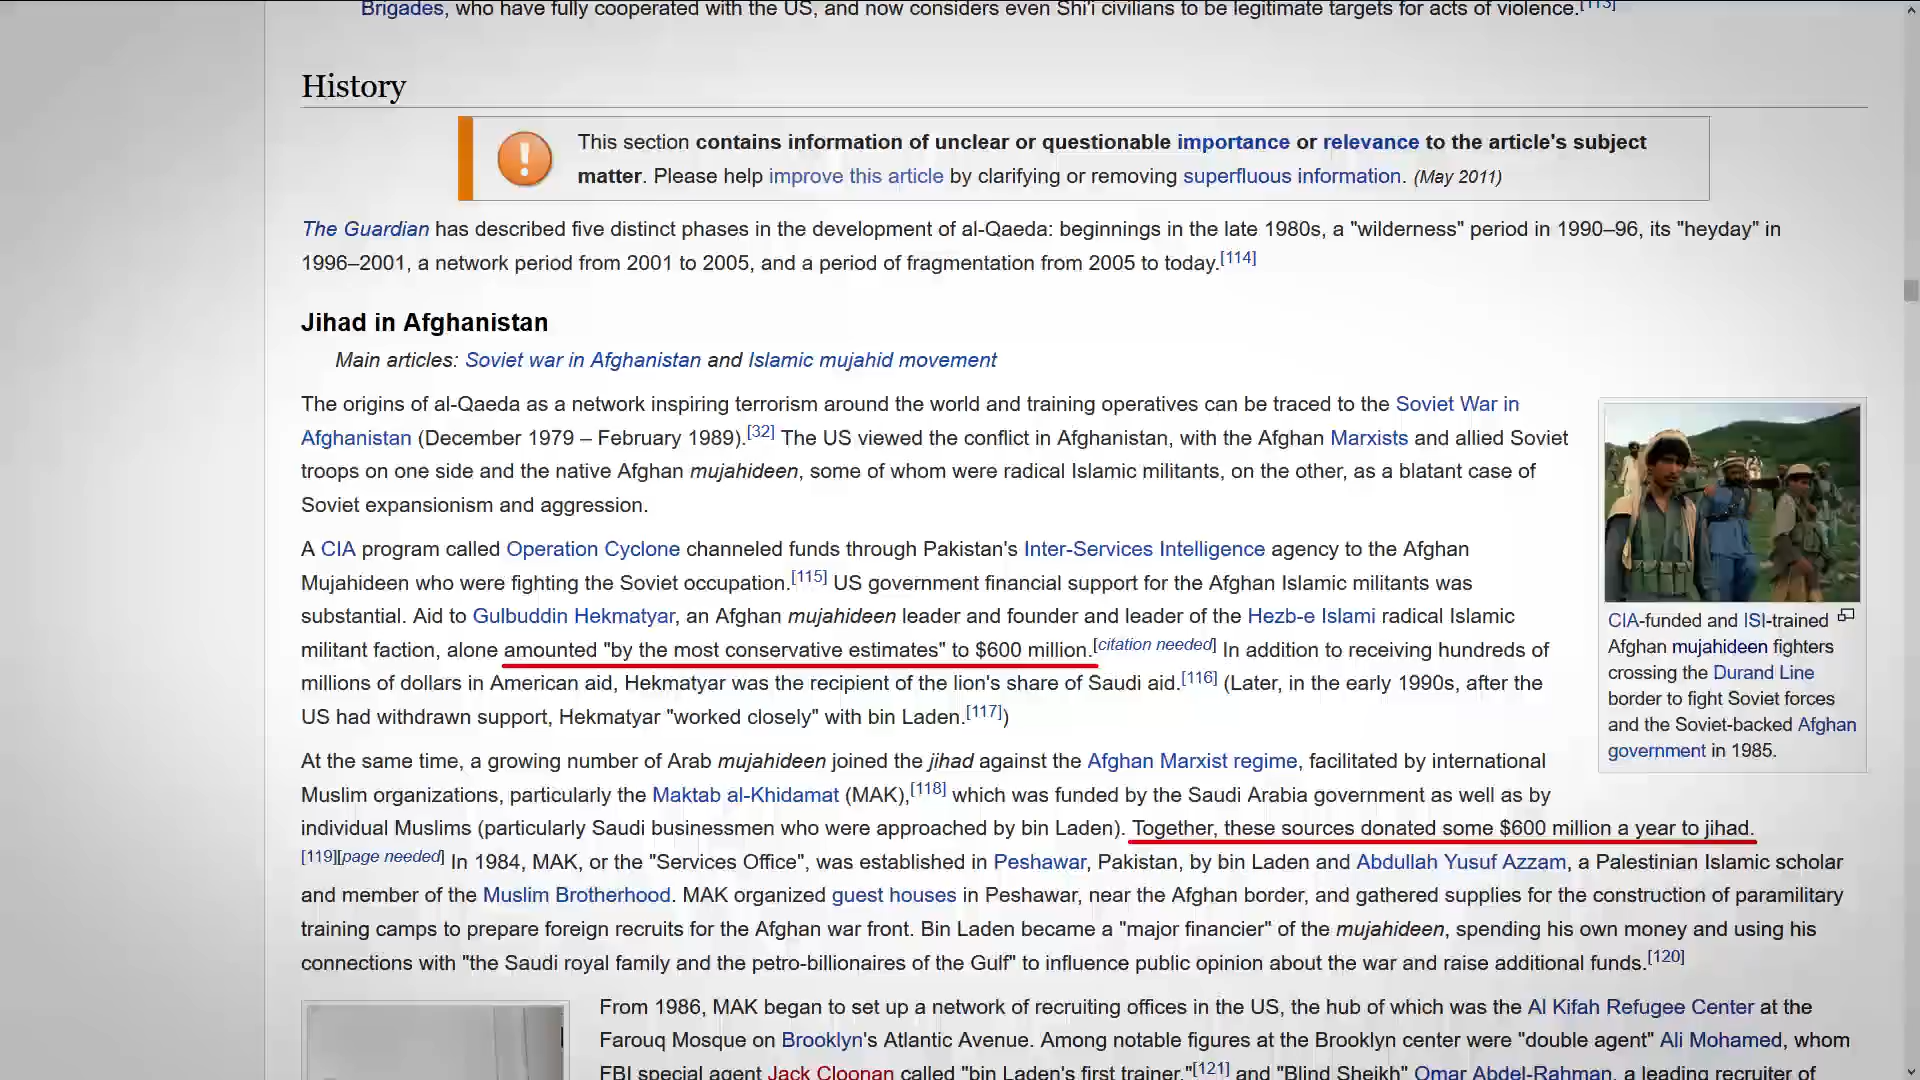 Brigades, who have fully cooperated with the US, and now considers even Shi'i civilians to be legitimate targets for acts of violence.[113]
History
This section contains information of unclear or questionable importance or relevance to the article's subject
matter. Please help improve this article by clarifying or removing superfluous information. (May 2011)
The Guardian has described five distinct phases in the development of al-Qaeda: beginnings in the late 1980s, a "wilderness" period in 1990–96, its "heyday" in
1996–2001, a network period from 2001 to 2005, and a period of fragmentation from 2005 to today.[114]
Jihad in Afghanistan
Main articles: Soviet war in Afghanistan and Islamic mujahid movement
The origins of al-Qaeda as a network inspiring terrorism around the world and training operatives can be traced to the Soviet War in
Afghanistan (December 1979 – February 1989).[32] The US viewed the conflict in Afghanistan, with the Afghan Marxists and allied Soviet
troops on one side and the native Afghan mujahideen, some of whom were radical Islamic militants, on the other, as a blatant case of
Soviet expansionism and aggression.
A CIA program called Operation Cyclone channeled funds through Pakistan's Inter-Services Intelligence agency to the Afghan
Mujahideen who were fighting the Soviet occupation.[115] US government financial support for the Afghan Islamic militants was
substantial. Aid to Gulbuddin Hekmatyar, an Afghan mujahideen leader and founder and leader of the Hezb-e Islami radical Islamic
militant faction, alone amounted "by the most conservative estimates" to $600 million.[citation needed] In addition to receiving hundreds of
millions of dollars in American aid, Hekmatyar was the recipient of the lion's share of Saudi aid.[116] (Later, in the early 1990s, after the
US had withdrawn support, Hekmatyar "worked closely" with bin Laden.[117])
CIA-funded and ISI-trained
Afghan mujahideen fighters
crossing the Durand Line
border to fight Soviet forces
and the Soviet-backed Afghan
government in 1985.
At the same time, a growing number of Arab mujahideen joined the jihad against the Afghan Marxist regime, facilitated by international
Muslim organizations, particularly the Maktab al-Khidamat (MAK),[118] which was funded by the Saudi Arabia government as well as by
individual Muslims (particularly Saudi businessmen who were approached by bin Laden). Together, these sources donated some $600 million a year to jihad.
[119][page needed] In 1984, MAK, or the "Services Office", was established in Peshawar, Pakistan, by bin Laden and Abdullah Yusuf Azzam, a Palestinian Islamic scholar
and member of the Muslim Brotherhood. MAK organized guest houses in Peshawar, near the Afghan border, and gathered supplies for the construction of paramilitary
training camps to prepare foreign recruits for the Afghan war front. Bin Laden became a "major financier" of the mujahideen, spending his own money and using his
connections with "the Saudi royal family and the petro-billionaires of the Gulf" to influence public opinion about the war and raise additional funds.[120]
From 1986, MAK began to set up a network of recruiting offices in the US, the hub of which was the Al Kifah Refugee Center at the
Farouq Mosque on Brooklyn's Atlantic Avenue. Among notable figures at the Brooklyn center were "double agent" Ali Mohamed, whom
FBI special agent Jack Cloonan called "bin Laden's first trainer,"[121] and "Blind Sheikh" Omar Abdel-Rahman, a leading recruiter of